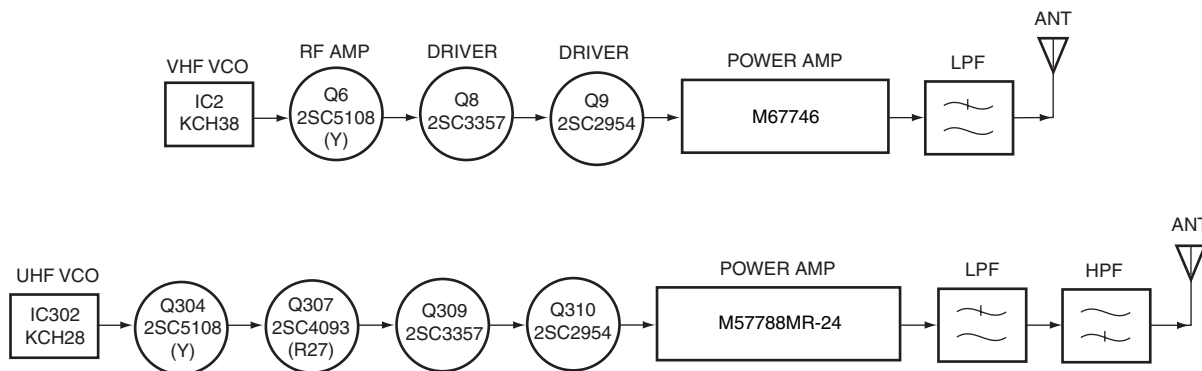 ANT
RF AMP
DRIVER
DRIVER
POWER AMP
LPF
VHF VCO
IC2
KCH38
Q6
2SC5108
(Y)
Q8
2SC3357
Q9
2SC2954
M67746
ANT
UHF VCO
POWER AMP
LPF
HPF
IC302
KCH28
Q304
2SC5108
(Y)
Q307
2SC4093
(R27)
Q309
2SC3357
Q310
2SC2954
M57788MR-24